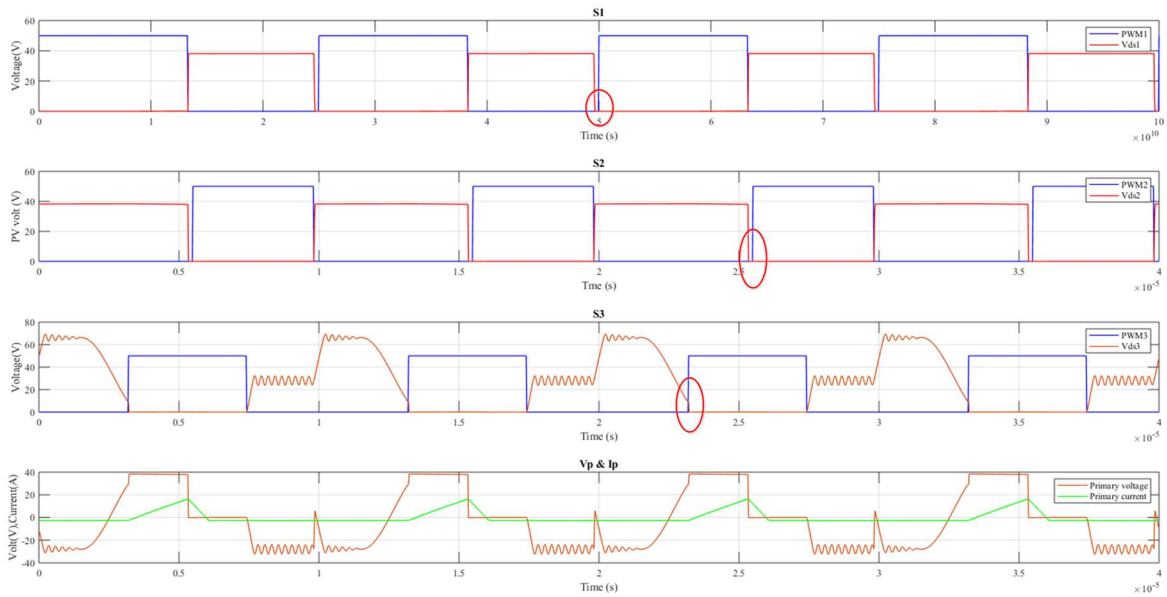 S1
Voltage(V)
60
40
20
0
PWM1
Vds1
0 1 2 3 4 5 6 7 8 9 10
Time (s)
×10^10
S2
PV volt (V)
60
40
20
0
PWM2
Vds2
0 0.5 1 1.5 2 2.5 3 3.5 4
Tme (s)
×10^-5
S3
Voltage(V)
80
60
40
20
0
PWM3
Vds3
0 0.5 1 1.5 2 2.5 3 3.5 4
Time (s)
×10^-5
Vp & Ip
Volt(V),Current(A)
40
20
0
-20
-40
Primary voltage
Primary current
0 0.5 1 1.5 2 2.5 3 3.5 4
Time (s)
×10^-5